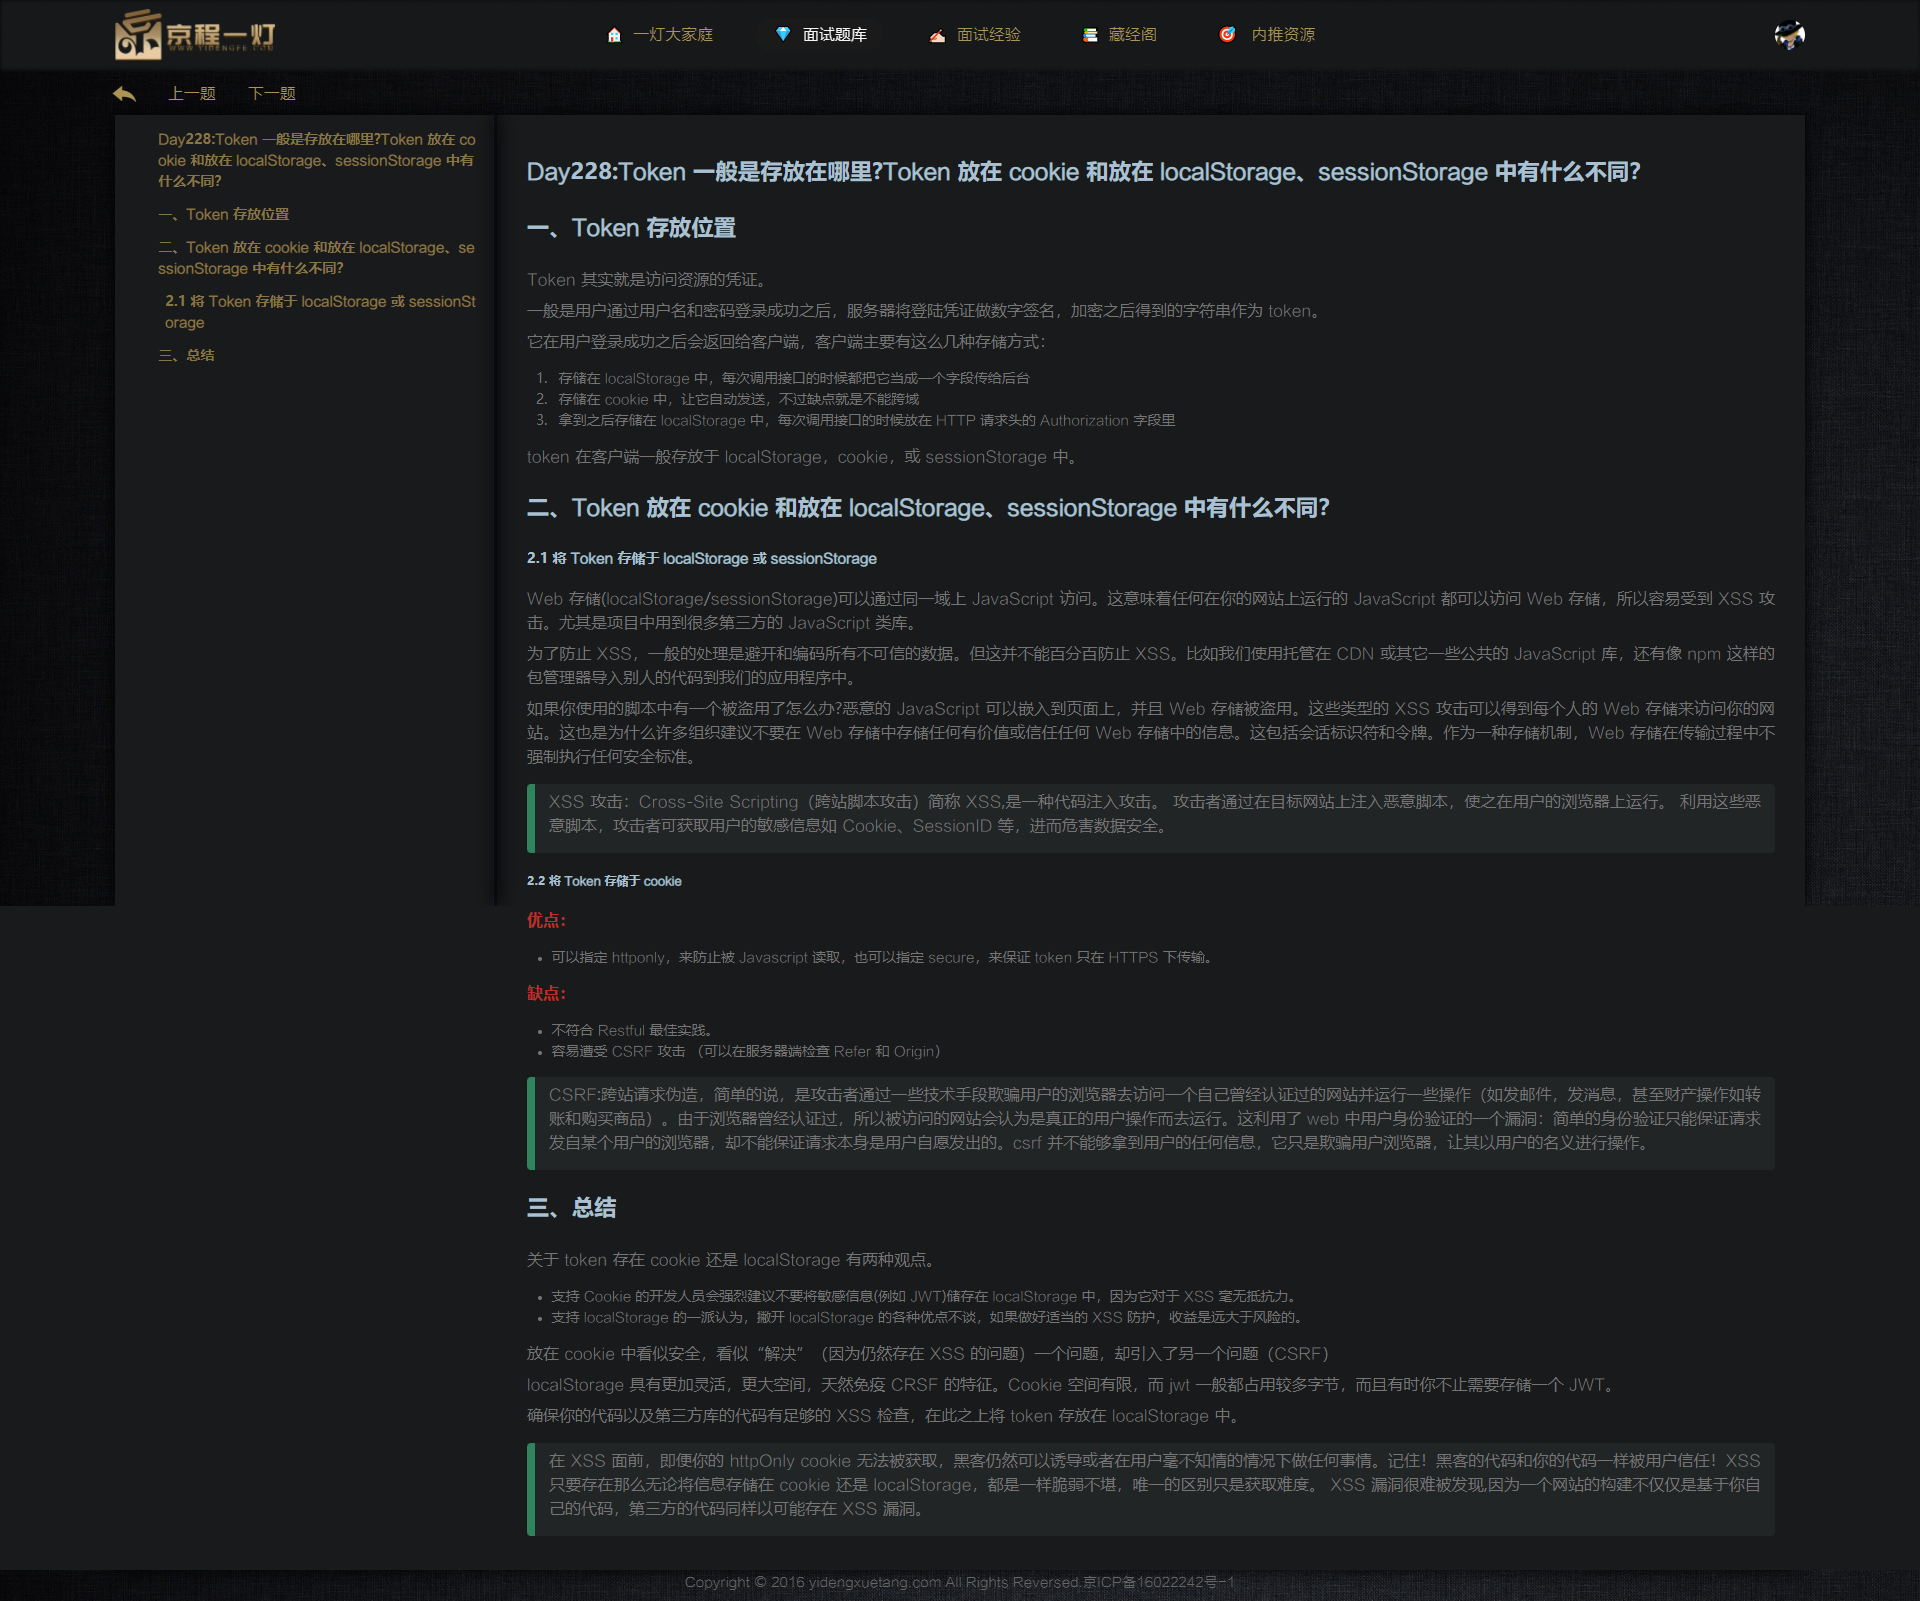 京程一灯
WWW.YIDENGFE.COM
一灯大家庭
面试题库
面试经验
藏经阁
内推资源
上一题
下一题
Day228:Token 一般是存放在哪里?Token 放在 co
okie 和放在 localStorage、sessionStorage 中有
什么不同?
一、Token 存放位置
二、Token 放在 cookie 和放在 localStorage、se
ssionStorage 中有什么不同?
2.1 将 Token 存储于 localStorage 或 sessionSt
orage
三、总结
Day228:Token 一般是存放在哪里?Token 放在 cookie 和放在 localStorage、sessionStorage 中有什么不同?
一、Token 存放位置
Token 其实就是访问资源的凭证。
一般是用户通过用户名和密码登录成功之后，服务器将登陆凭证做数字签名，加密之后得到的字符串作为 token。
它在用户登录成功之后会返回给客户端，客户端主要有这么几种存储方式：
1. 存储在 localStorage 中，每次调用接口的时候都把它当成一个字段传给后台
2. 存储在 cookie 中，让它自动发送，不过缺点就是不能跨域
3. 拿到之后存储在 localStorage 中，每次调用接口的时候放在 HTTP 请求头的 Authorization 字段里
token 在客户端一般存放于 localStorage，cookie，或 sessionStorage 中。
二、Token 放在 cookie 和放在 localStorage、sessionStorage 中有什么不同?
2.1 将 Token 存储于 localStorage 或 sessionStorage
Web 存储(localStorage/sessionStorage)可以通过同一域上 JavaScript 访问。这意味着任何在你的网站上运行的 JavaScript 都可以访问 Web 存储，所以容易受到 XSS 攻
击。尤其是项目中用到很多第三方的 JavaScript 类库。
为了防止 XSS，一般的处理是避开和编码所有不可信的数据。但这并不能百分百防止 XSS。比如我们使用托管在 CDN 或其它一些公共的 JavaScript 库，还有像 npm 这样的
包管理器导入别人的代码到我们的应用程序中。
如果你使用的脚本中有一个被盗用了怎么办?恶意的 JavaScript 可以嵌入到页面上，并且 Web 存储被盗用。这些类型的 XSS 攻击可以得到每个人的 Web 存储来访问你的网
站。这也是为什么许多组织建议不要在 Web 存储中存储任何有价值或信任任何 Web 存储中的信息。这包括会话标识符和令牌。作为一种存储机制，Web 存储在传输过程中不
强制执行任何安全标准。
XSS 攻击：Cross-Site Scripting（跨站脚本攻击）简称 XSS,是一种代码注入攻击。 攻击者通过在目标网站上注入恶意脚本，使之在用户的浏览器上运行。 利用这些恶
意脚本，攻击者可获取用户的敏感信息如 Cookie、SessionID 等，进而危害数据安全。
2.2 将 Token 存储于 cookie
优点：
• 可以指定 httponly，来防止被 Javascript 读取，也可以指定 secure，来保证 token 只在 HTTPS 下传输。
缺点：
• 不符合 Restful 最佳实践。
• 容易遭受 CSRF 攻击 （可以在服务器端检查 Refer 和 Origin）
CSRF:跨站请求伪造，简单的说，是攻击者通过一些技术手段欺骗用户的浏览器去访问一个自己曾经认证过的网站并运行一些操作（如发邮件，发消息，甚至财产操作如转
账和购买商品）。由于浏览器曾经认证过，所以被访问的网站会认为是真正的用户操作而去运行。这利用了 web 中用户身份验证的一个漏洞：简单的身份验证只能保证请求
发自某个用户的浏览器，却不能保证请求本身是用户自愿发出的。csrf 并不能够拿到用户的任何信息，它只是欺骗用户浏览器，让其以用户的名义进行操作。
三、总结
关于 token 存在 cookie 还是 localStorage 有两种观点。
• 支持 Cookie 的开发人员会强烈建议不要将敏感信息(例如 JWT)储存在 localStorage 中，因为它对于 XSS 毫无抵抗力。
• 支持 localStorage 的一派认为，撇开 localStorage 的各种优点不谈，如果做好适当的 XSS 防护，收益是远大于风险的。
放在 cookie 中看似安全，看似“解决”（因为仍然存在 XSS 的问题）一个问题，却引入了另一个问题（CSRF）
localStorage 具有更加灵活，更大空间，天然免疫 CRSF 的特征。Cookie 空间有限，而 jwt 一般都占用较多字节，而且有时你不止需要存储一个 JWT。
确保你的代码以及第三方库的代码有足够的 XSS 检查，在此之上将 token 存放在 localStorage 中。
在 XSS 面前，即便你的 httpOnly cookie 无法被获取，黑客仍然可以诱导或者在用户毫不知情的情况下做任何事情。记住！黑客的代码和你的代码一样被用户信任！XSS
只要存在那么无论将信息存储在 cookie 还是 localStorage，都是一样脆弱不堪，唯一的区别只是获取难度。 XSS 漏洞很难被发现,因为一个网站的构建不仅仅是基于你自
己的代码，第三方的代码同样以可能存在 XSS 漏洞。
Copyright © 2016 yidengxuetang.com All Rights Reversed.京ICP备16022242号-1